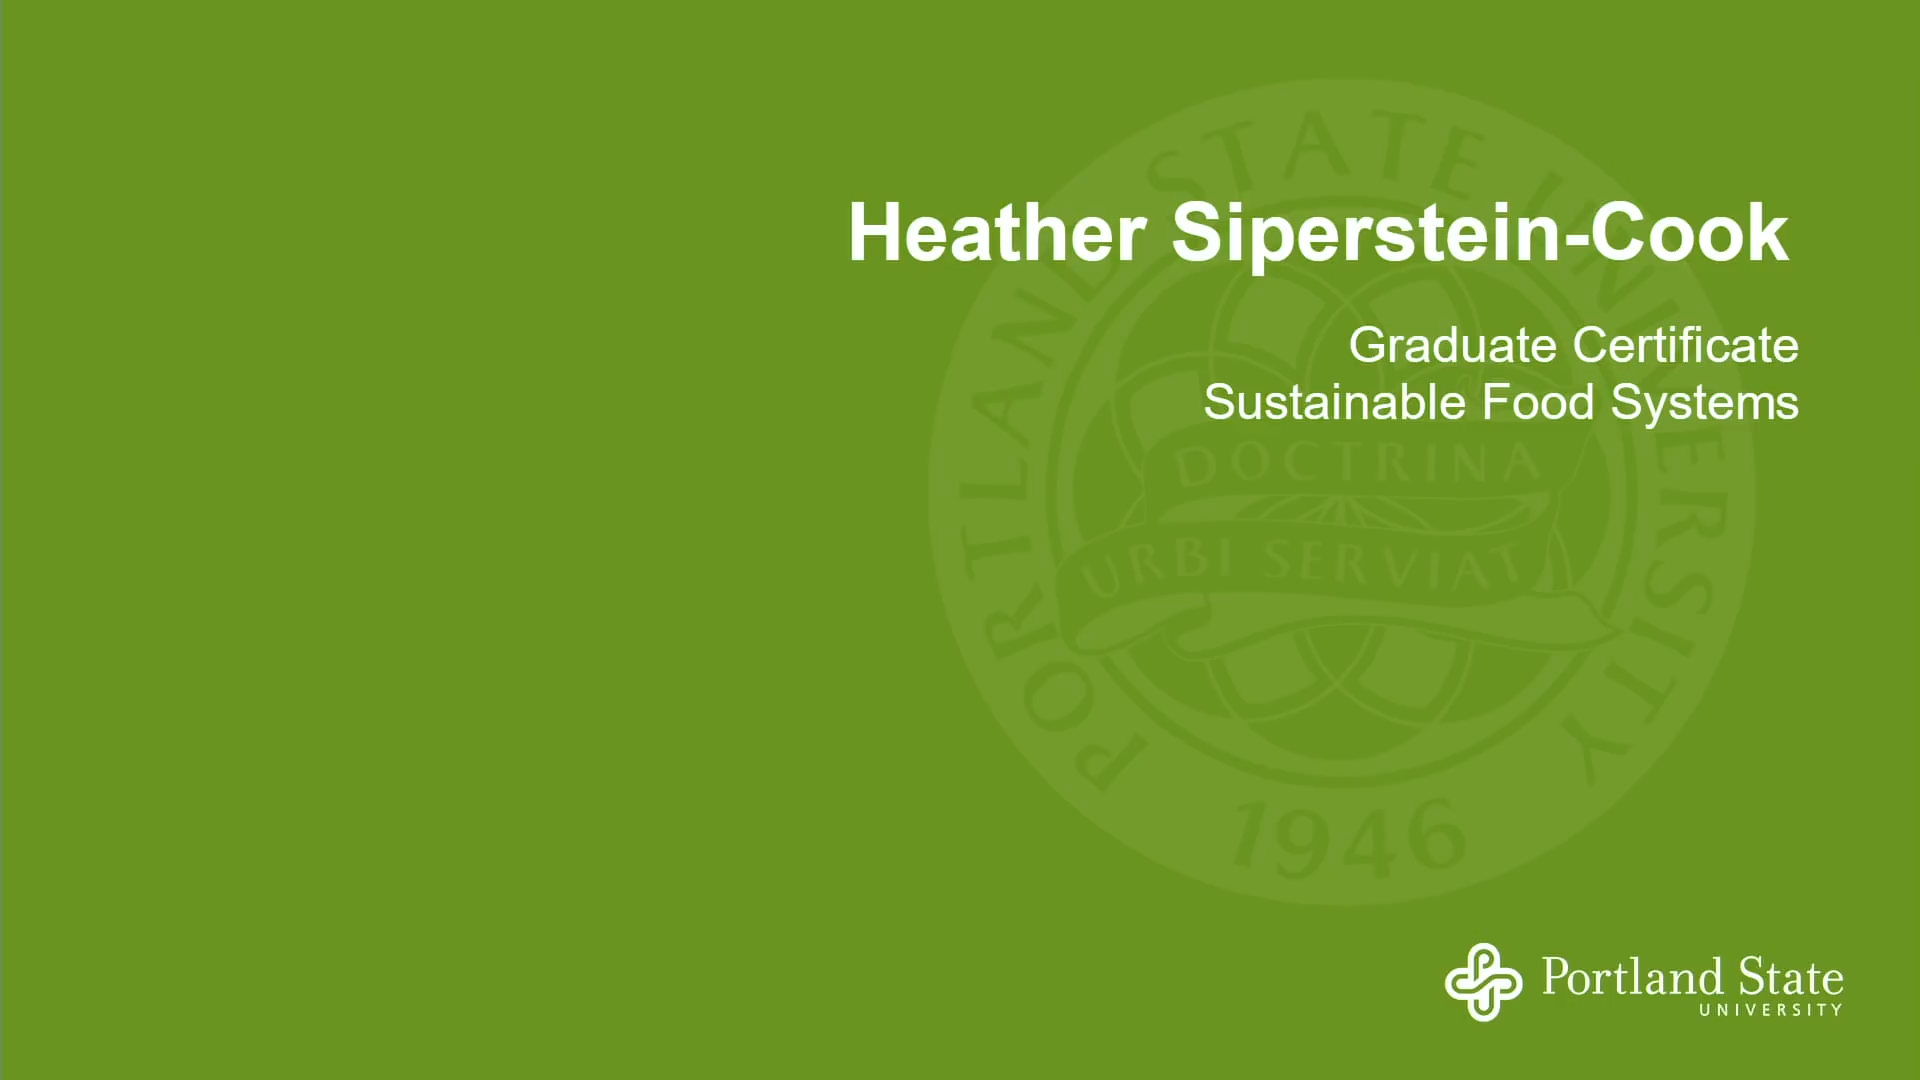 Heather Siperstein-Cook
Graduate Certificate
Sustainable Food Systems
PORTLAND STATE UNIVERSITY
DOCTRINA
URBI SERVIAT
1946
Portland State
UNIVERSITY